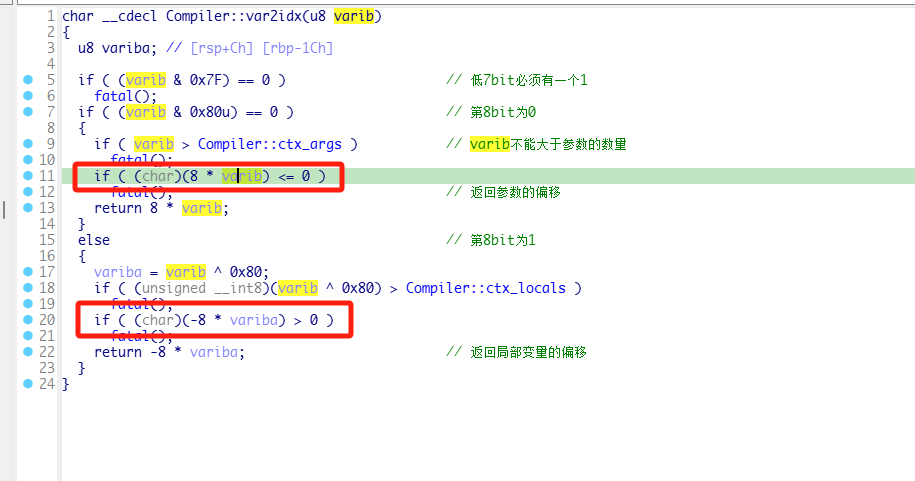 1 char __cdecl Compiler::var2idx(u8 varib)
2 {
3 u8 variba; // [rsp+Ch] [rbp-1Ch]
4
5 if ( (varib & 0x7F) == 0 ) // 低7bit必须有一个1
6 fatal();
7 if ( (varib & 0x80u) == 0 ) // 第8bit为0
8 {
9 if ( varib > Compiler::ctx_args ) // varib不能大于参数的数量
10 fatal();
11 if ( (char)(8 * varib) <= 0 )
12 fatal(); // 返回参数的偏移
13 return 8 * varib;
14 }
15 else // 第8bit为1
16 {
17 variba = varib ^ 0x80;
18 if ( (unsigned __int8)(varib ^ 0x80) > Compiler::ctx_locals )
19 fatal();
20 if ( (char)(-8 * variba) > 0 )
21 fatal();
22 return -8 * variba; // 返回局部变量的偏移
23 }
24 }